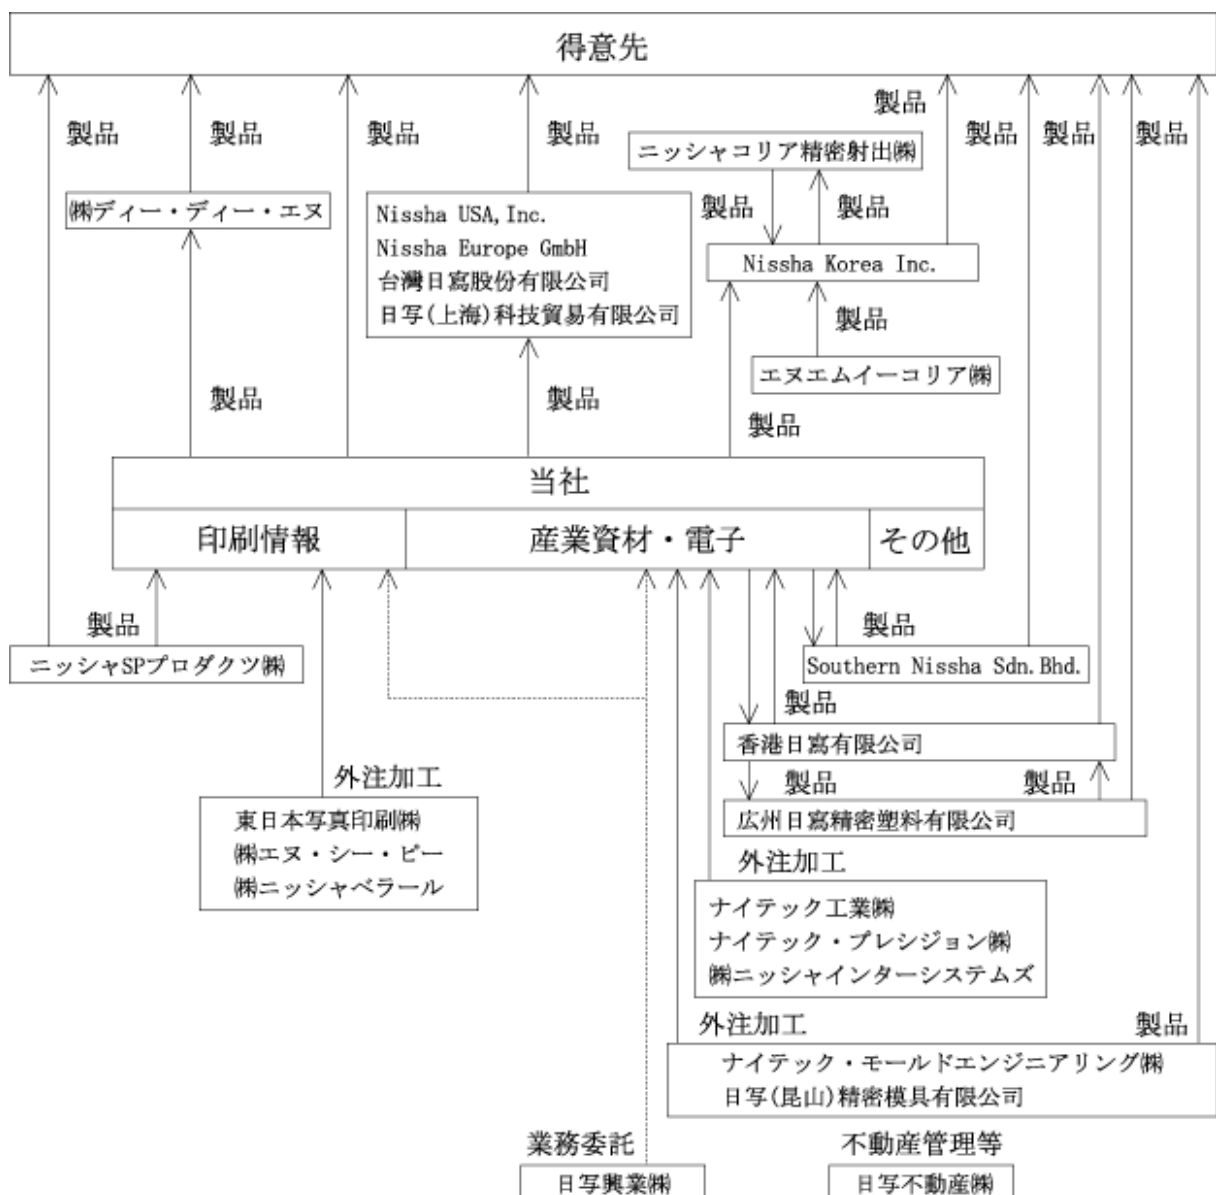 得意先
製品
製品
製品
製品
製品
製品
製品
製品
ニッシャコリア精密射出㈱
㈱ディー・ディー・エヌ
Nissha USA,Inc.
Nissha Europe GmbH
台灣日寫股份有限公司
日写(上海)科技貿易有限公司
製品
製品
Nissha Korea Inc.
製品
エヌエムイーコリア㈱
製品
製品
製品
当社
印刷情報
産業資材・電子
その他
製品
製品
ニッシャSPプロダクツ㈱
Southern Nissha Sdn.Bhd.
製品
香港日寫有限公司
外注加工
製品
製品
東日本写真印刷㈱
㈱エヌ・シー・ピー
㈱ニッシャベラール
広州日寫精密塑料有限公司
外注加工
ナイテック工業㈱
ナイテック・プレシジョン㈱
㈱ニッシャインターシステムズ
外注加工
製品
ナイテック・モールドエンジニアリング㈱
日写(昆山)精密模具有限公司
業務委託
不動産管理等
日写興業㈱
日写不動産㈱